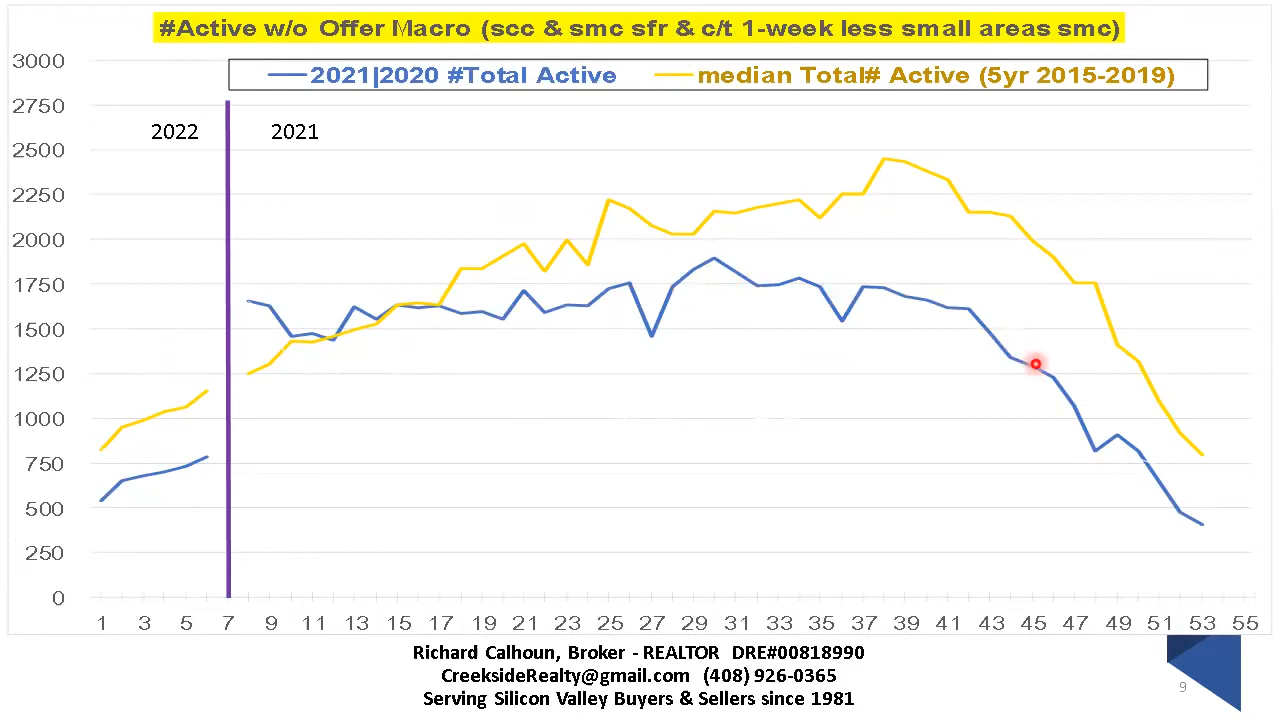 #Active w/o Offer Macro (scc & smc sfr & c/t 1-week less small areas smc)
2021|2020 #Total Active
median Total# Active (5yr 2015-2019)
2022
2021
3000
2750
2500
2250
2000
1750
1500
1250
1000
750
500
250
0
1 3 5 7 9 11 13 15 17 19 21 23 25 27 29 31 33 35 37 39 41 43 45 47 49 51 53 55
Richard Calhoun, Broker - REALTOR DRE#00818990
CreeksideRealty@gmail.com (408) 926-0365
Serving Silicon Valley Buyers & Sellers since 1981
9